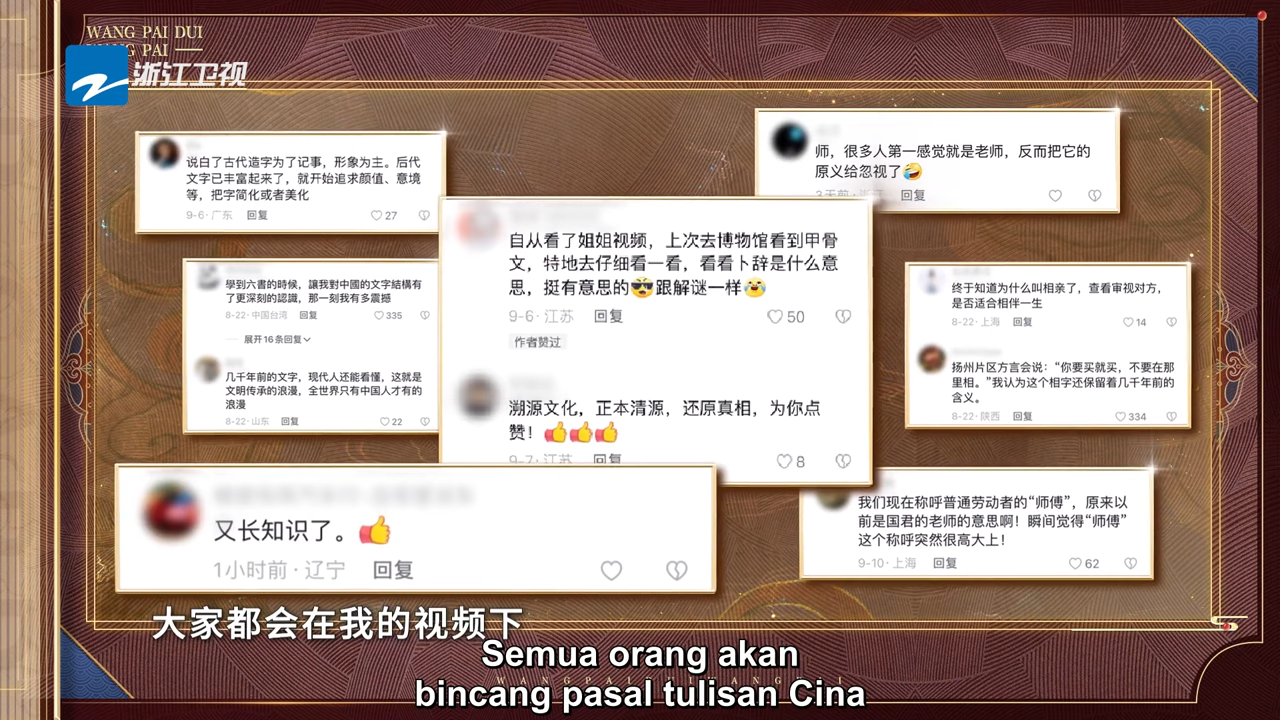 WANG PAI DUI
WANG PAI
浙江卫视
说白了古代造字为了记事，形象为主。后代
文字已丰富起来了，就开始追求颜值、意境
等，把字简化或者美化
9-6·广东 回复 27
师，很多人第一感觉就是老师，反而把它的
原义给忽视了🤣
3天前·浙江 回复
學到六書的時候，讓我對中國的文字結構有
了更深刻的認識，那一刻我有多震撼
8-22·中国台湾 回复 335
展开16条回复
几千年前的文字，现代人还能看懂，这就是
文明传承的浪漫，全世界只有中国人才有的
浪漫
8-22·山东 回复 22
自从看了姐姐视频，上次去博物馆看到甲骨
文，特地去仔细看一看，看看卜辞是什么意
思，挺有意思的😎跟解谜一样😂
9-6·江苏 回复 50
作者赞过
溯源文化，正本清源，还原真相，为你点
赞！👍👍👍
9-7·江苏 回复 8
终于知道为什么叫相亲了，查看审视对方，
是否适合相伴一生
8-22·上海 回复 14
扬州片区方言会说：“你要买就买，不要在那
里相。”我认为这个相字还保留着几千年前的
含义。
8-22·陕西 回复 334
又长知识了。👍
1小时前·辽宁 回复
我们现在称呼普通劳动者的“师傅”，原来以
前是国君的老师的意思啊！瞬间觉得“师傅”
这个称呼突然很高大上！
9-10·上海 回复 62
大家都会在我的视频下
Semua orang akan
bincang pasal tulisan Cina